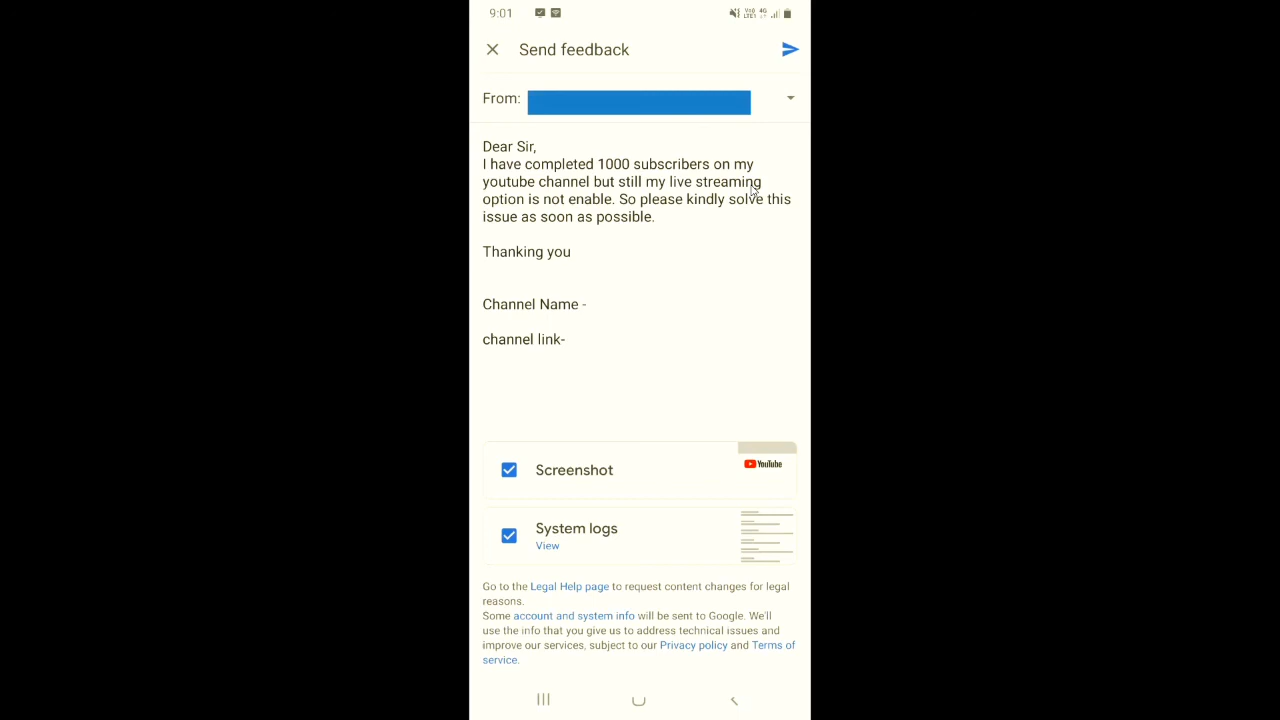 9:01
Send feedback
From:
Dear Sir,
I have completed 1000 subscribers on my
youtube channel but still my live streaming
option is not enable. So please kindly solve this
issue as soon as possible.
Thanking you
Channel Name -
channel link-
Screenshot
YouTube
System logs
View
Go to the Legal Help page to request content changes for legal
reasons.
Some account and system info will be sent to Google. We'll
use the info that you give us to address technical issues and
improve our services, subject to our Privacy policy and Terms of
service.